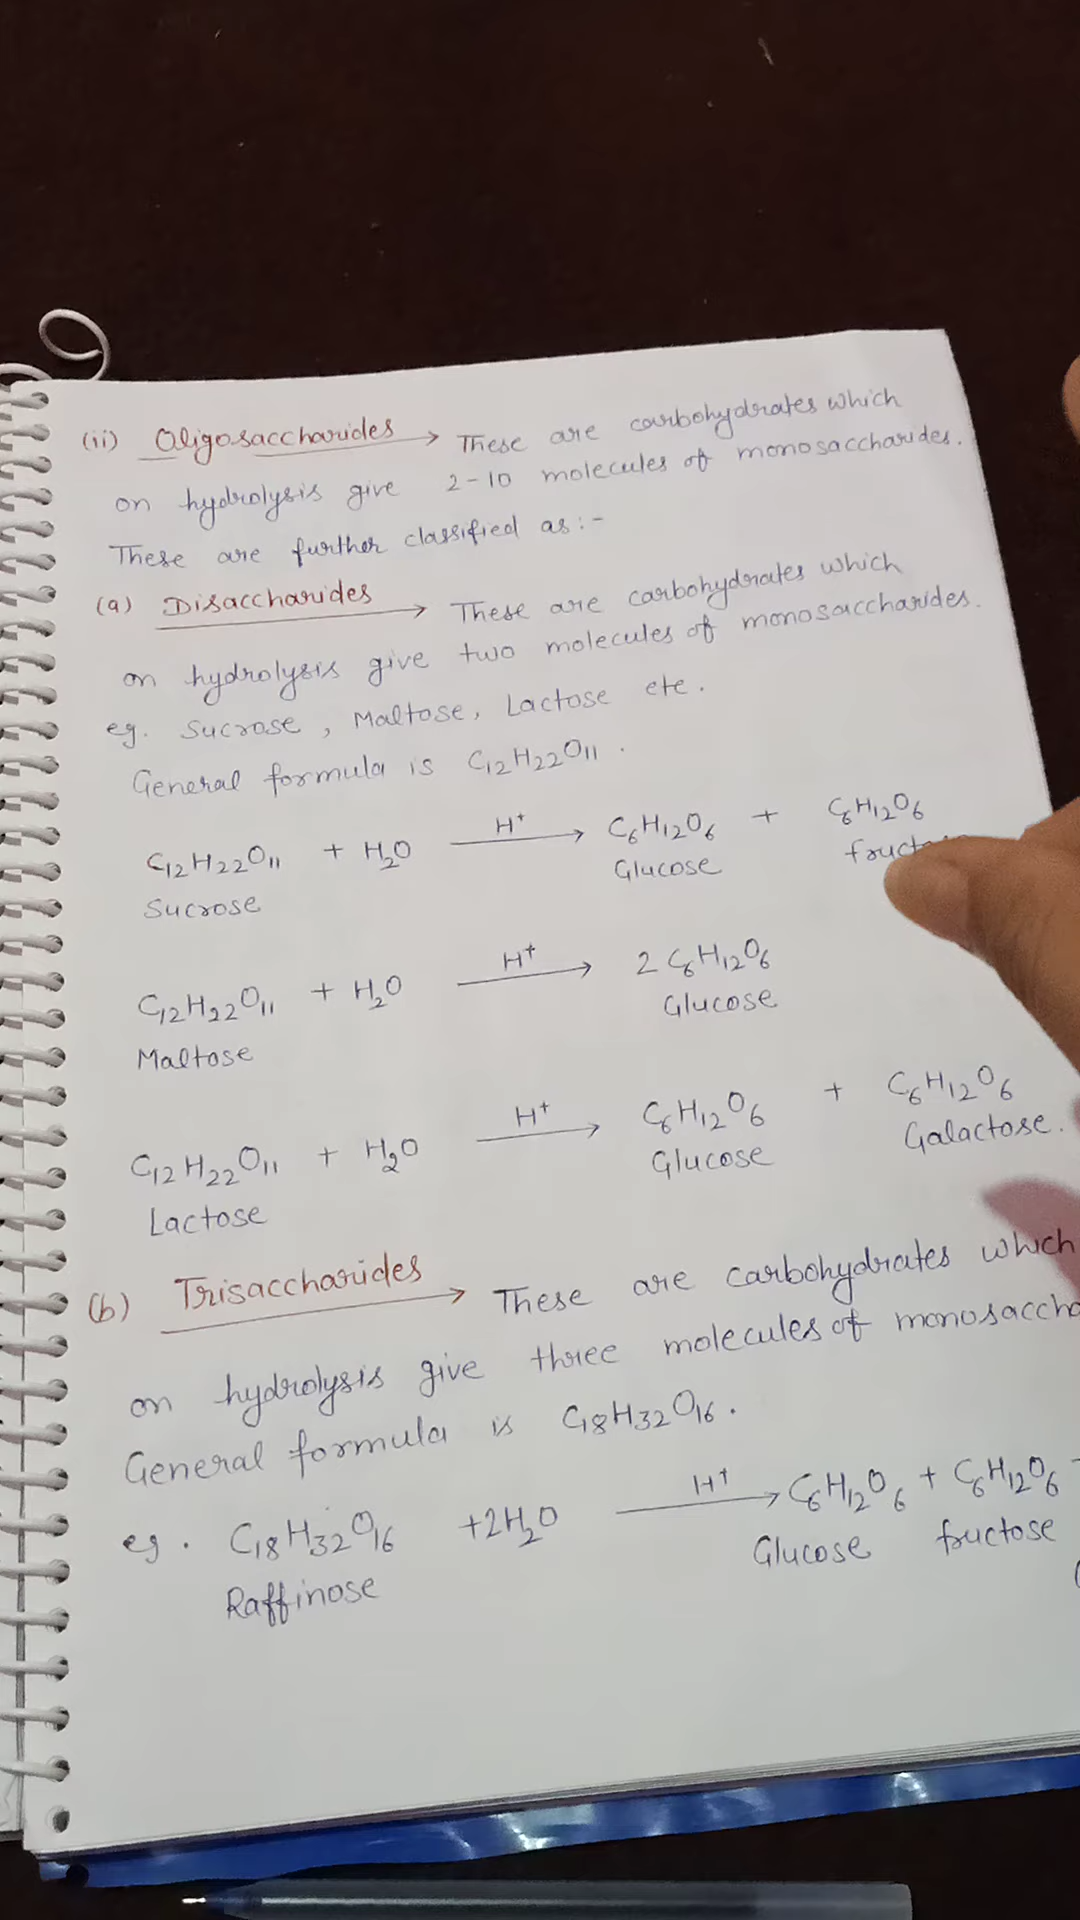 (ii) Oligosaccharides → These are carbohydrates which
on hydrolysis give 2-10 molecules of monosaccharides.
These are further classified as :-
(a) Disaccharides → These are carbohydrates which
on hydrolysis give two molecules of monosaccharides.
eg. Sucrose, Maltose, Lactose etc.
General formula is C12H22O11.
C12H22O11 + H2O H+→ C6H12O6 + C6H12O6
Sucrose Glucose
C12H22O11 + H2O H+→ 2 C6H12O6
Maltose Glucose
C12H22O11 + H2O H+→ C6H12O6 + C6H12O6
Lactose Glucose Galactose.
(b) Trisaccharides → These are carbohydrates which
on hydrolysis give three molecules of
General formula is C18H32O16.
eg. C18H32O16 +2H2O H+→ C6H12O6 + C6H12O6
Raffinose Glucose fructose